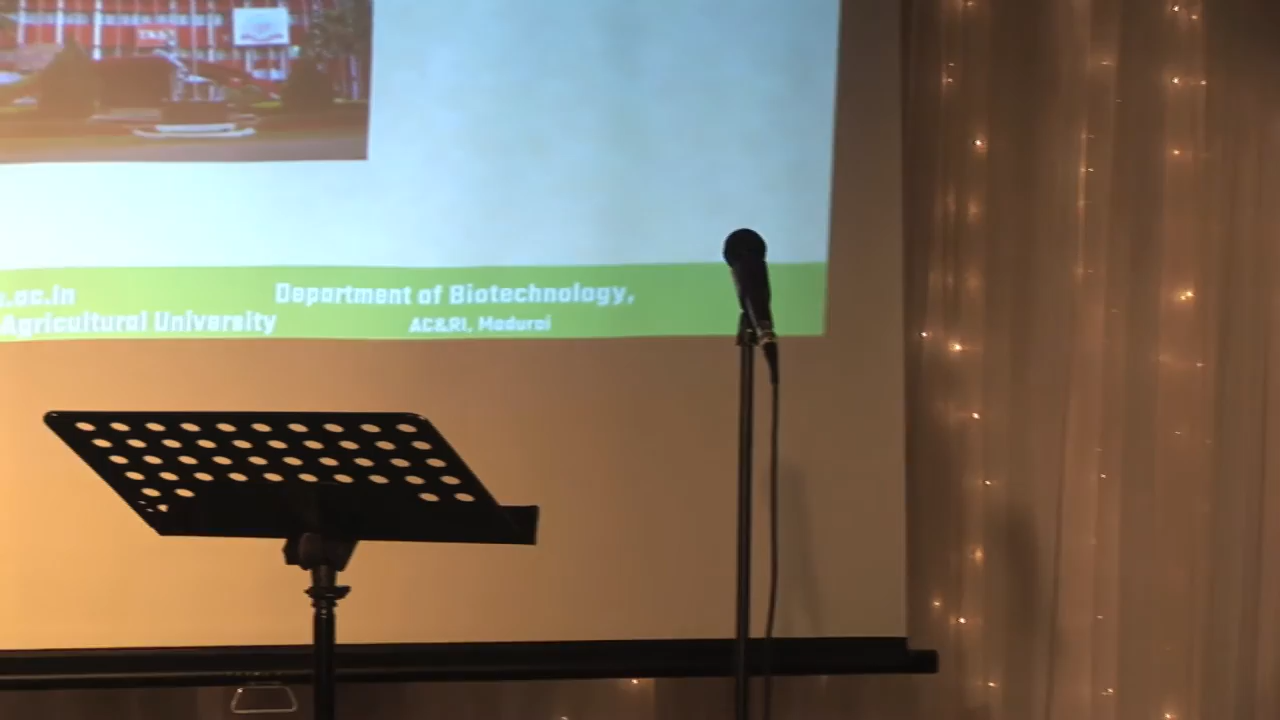 .ac.in
Agricultural University
Department of Biotechnology,
AC&RI, Madurai